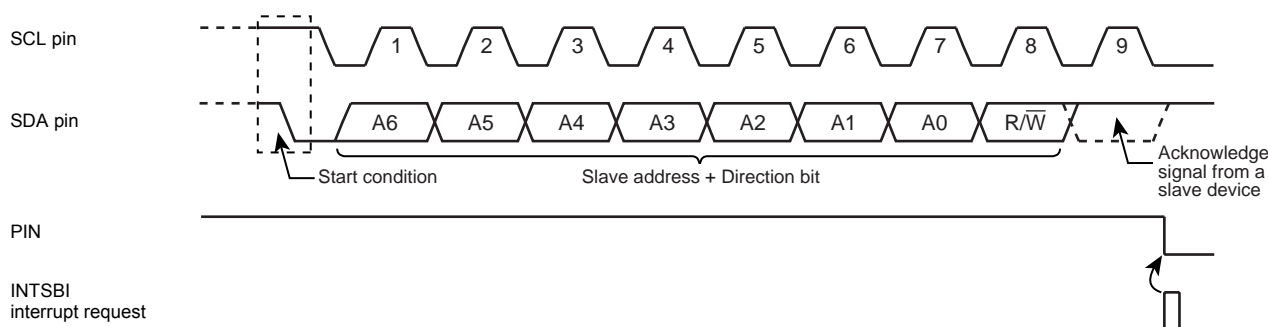 SCL pin
1 2 3 4 5 6 7 8 9
SDA pin
A6 A5 A4 A3 A2 A1 A0 R/W̅
Start condition
Slave address + Direction bit
Acknowledge
signal from a
slave device
PIN
INTSBI
interrupt request